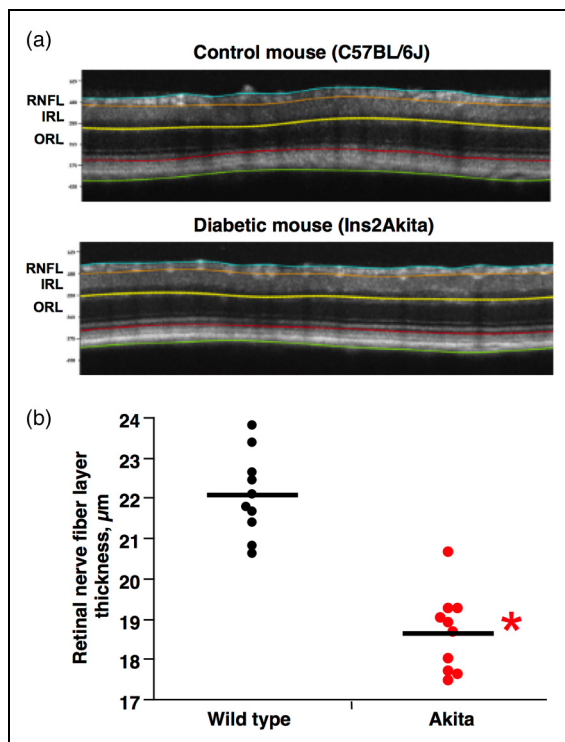 (a)
Control mouse (C57BL/6J)
RNFL
IRL
ORL
Diabetic mouse (Ins2Akita)
RNFL
IRL
ORL
(b)
Retinal nerve fiber layer
thickness, µm
24
23
22
21
20
19
18
17
*
Wild type
Akita